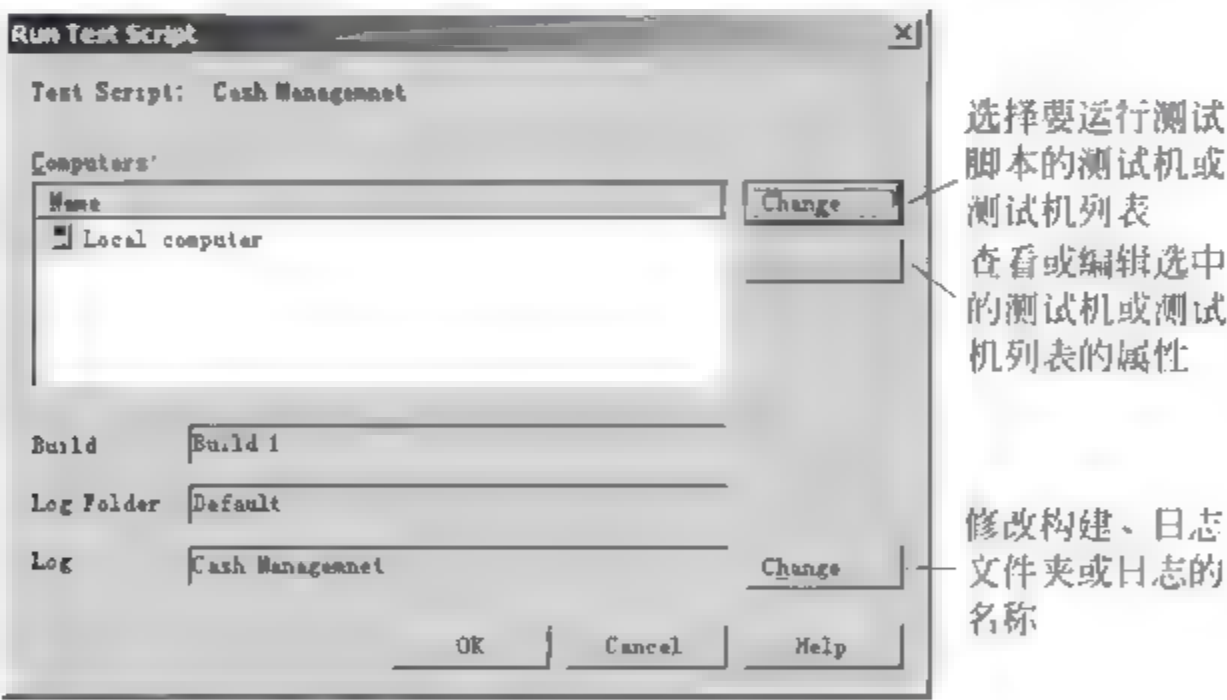 Run Test Script
Test Script: Cash Managemnet
Computers:
Name
Change
Local computer
选择要运行测试
脚本的测试机或
测试机列表
查看或编辑选中
的测试机或测试
机列表的属性
Build
Build 1
Log Folder
Default
Log
Cash Managemnet
Change
修改构建、日志
文件夹或日志的
名称
OK
Cancel
Help